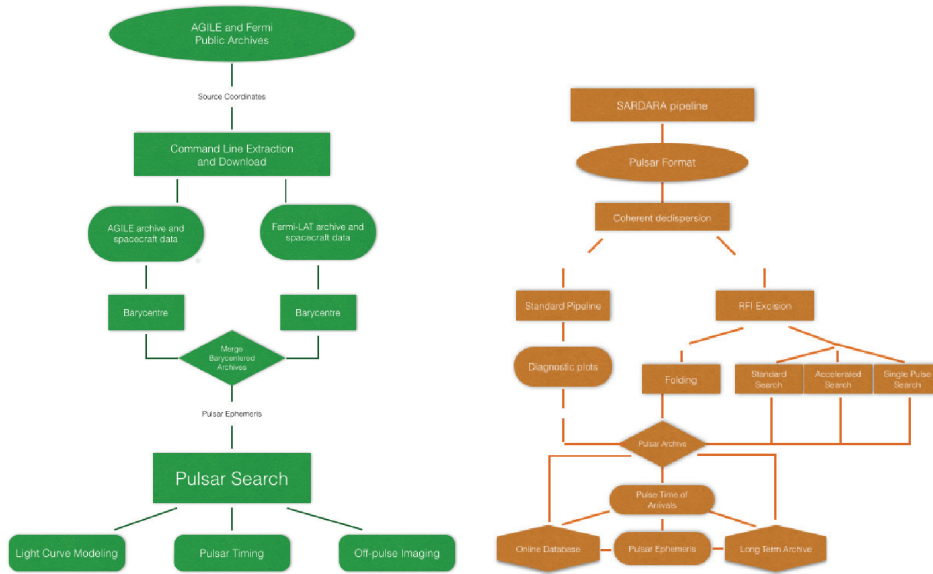 AGILE and Fermi
Public Archives
Source Coordinates
Command Line Extraction
and Download
AGILE archive and
spacecraft data
Fermi-LAT archive and
spacecraft data
Barycentre
Barycentre
Merge
Barycentered
Archives
Pulsar Ephemeris
Pulsar Search
Light Curve Modeling
Pulsar Timing
Off-pulse Imaging
SARDARA pipeline
Pulsar Format
Coherent dedispersion
Standard Pipeline
RFI Excision
Diagnostic plots
Folding
Standard
Search
Accelerated
Search
Single Pulse
Search
Pulsar Archive
Pulse Time of
Arrivals
Online Database
Pulsar Ephemeris
Long Term Archive